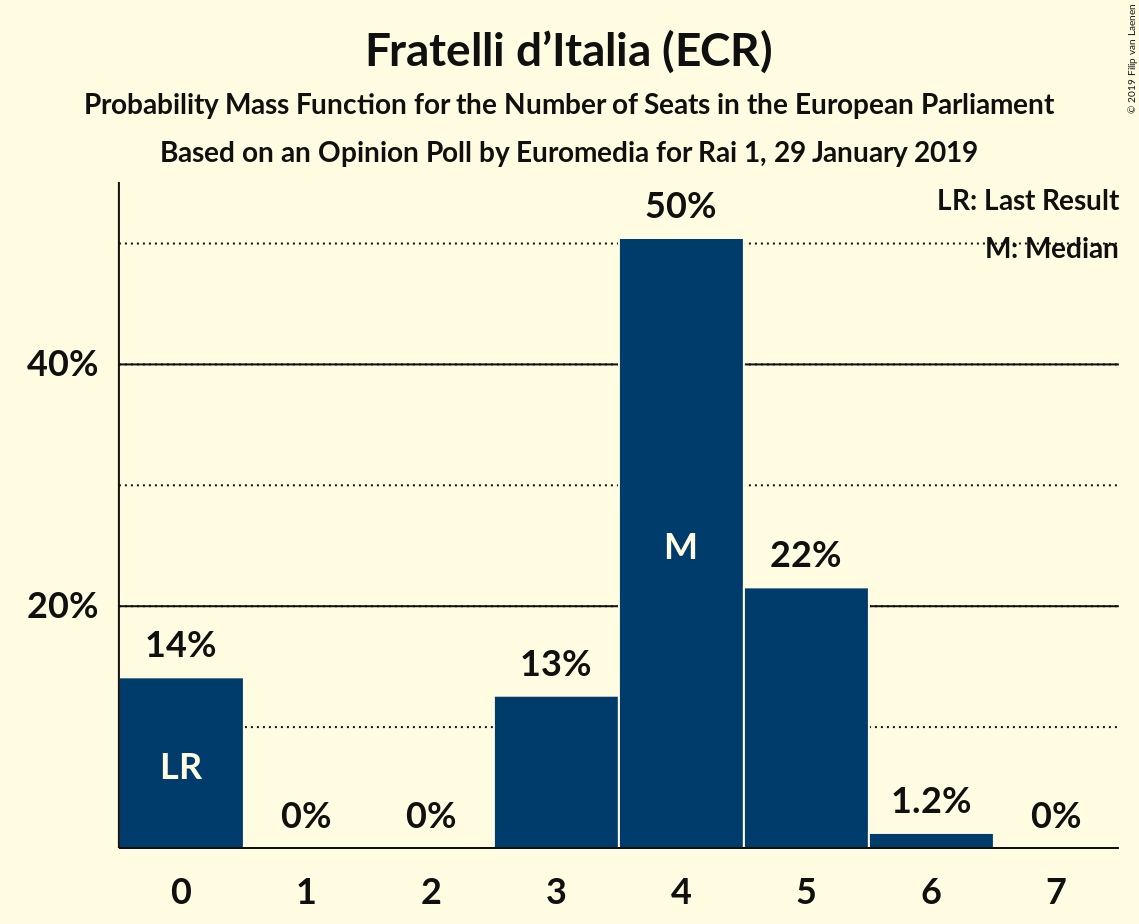 Fratelli d’Italia (ECR)
Probability Mass Function for the Number of Seats in the European Parliament
Based on an Opinion Poll by Euromedia for Rai 1, 29 January 2019
© 2019 Filip van Laenen
LR: Last Result
M: Median
50%
40%
M
22%
20%
14%
13%
LR
0%
0%
1.2%
0%
0 1 2 3 4 5 6 7